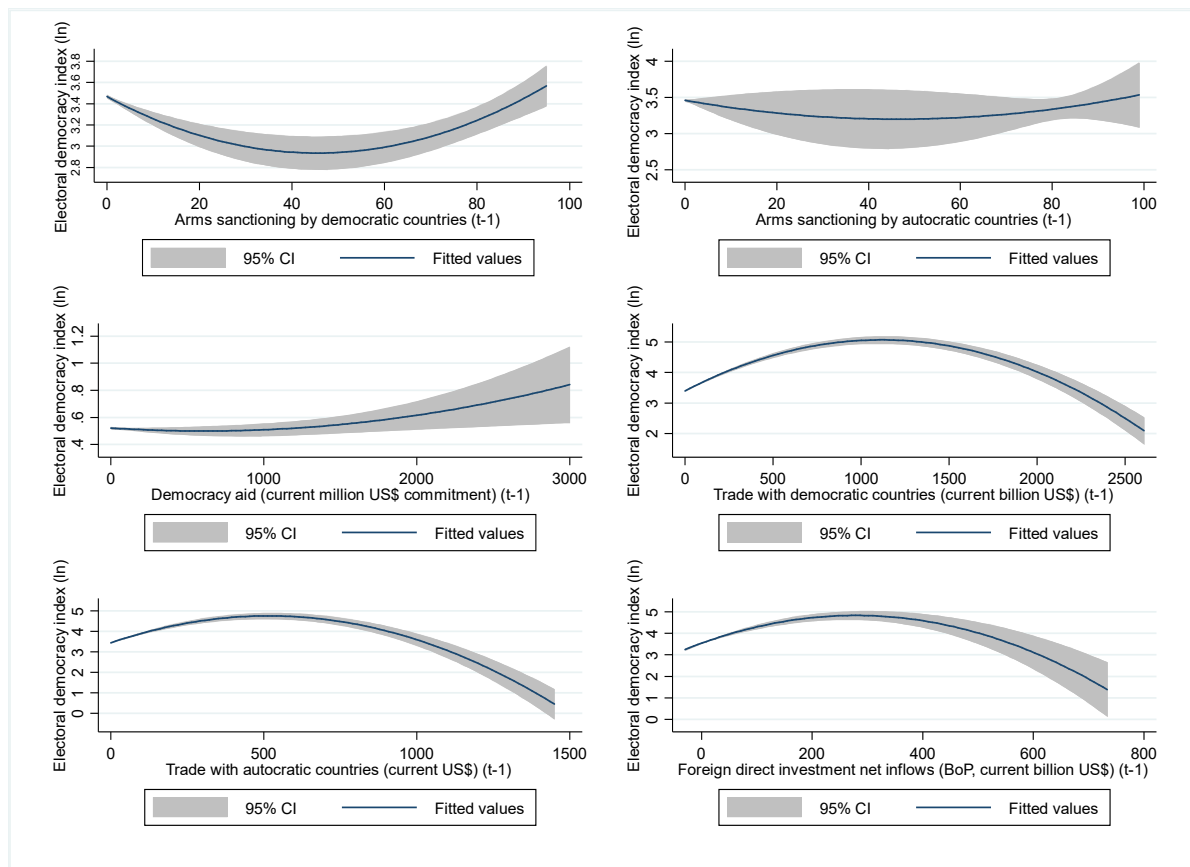 Electoral democracy index (ln)
3.8
3.6
3.4
3.2
3
2.8
0 20 40 60 80 100
Arms sanctioning by democratic countries (t-1)
95% CI Fitted values
Electoral democracy index (ln)
4
3.5
3
2.5
0 20 40 60 80 100
Arms sanctioning by autocratic countries (t-1)
95% CI Fitted values
Electoral democracy index (ln)
1.2
1
.8
.6
.4
0 1000 2000 3000
Democracy aid (current million US$ commitment) (t-1)
95% CI Fitted values
Electoral democracy index (ln)
5
4
3
2
0 500 1000 1500 2000 2500
Trade with democratic countries (current billion US$) (t-1)
95% CI Fitted values
Electoral democracy index (ln)
5
4
3
2
1
0
0 500 1000 1500
Trade with autocratic countries (current US$) (t-1)
95% CI Fitted values
Electoral democracy index (ln)
5
4
3
2
1
0
0 200 400 600 800
Foreign direct investment net inflows (BoP, current billion US$) (t-1)
95% CI Fitted values